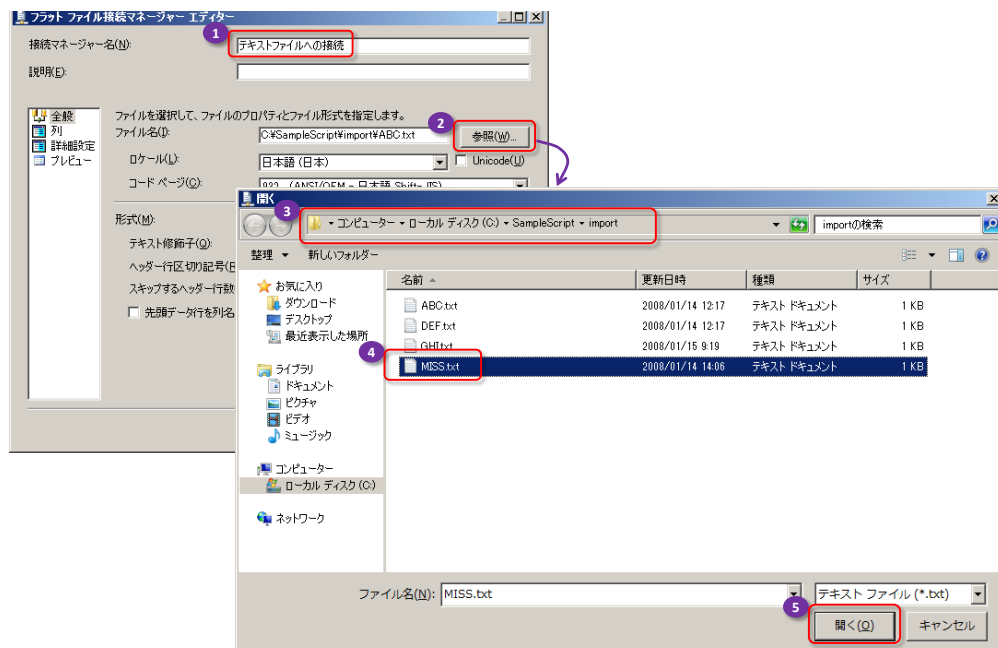 フラット ファイル接続マネージャー エディター
1
接続マネージャー名(N):
テキストファイルへの接続
説明(E):
全般
列
詳細設定
プレビュー
ファイルを選択して、ファイルのプロパティとファイル形式を指定します。
2
ファイル名(I):
C:¥SampleScript¥import¥ABC.txt
参照(W)...
ロケール(L):
日本語 (日本)
Unicode(U)
コード ページ(C):
932 (ANSI/OEM - 日本語 Shift-JIS)
形式(M):
テキスト修飾子(Q):
ヘッダー行区切り記号(R
スキップするヘッダー行数
先頭データ行を列名
開く
3
コンピューター ローカル ディスク (C:) SampleScript import
importの検索
整理 新しいフォルダー
お気に入り
ダウンロード
デスクトップ
最近表示した場所
ライブラリ
ドキュメント
ピクチャ
ビデオ
ミュージック
コンピューター
ローカル ディスク (C:)
ネットワーク
名前 更新日時 種類 サイズ
ABC.txt 2008/01/14 12:17 テキスト ドキュメント 1 KB
DEF.txt 2008/01/14 12:17 テキスト ドキュメント 1 KB
GHI.txt 2008/01/15 9:19 テキスト ドキュメント 1 KB
4
MISS.txt 2008/01/14 14:06 テキスト ドキュメント 1 KB
ファイル名(N): MISS.txt
テキスト ファイル (*.txt)
5
開く(O)
キャンセル